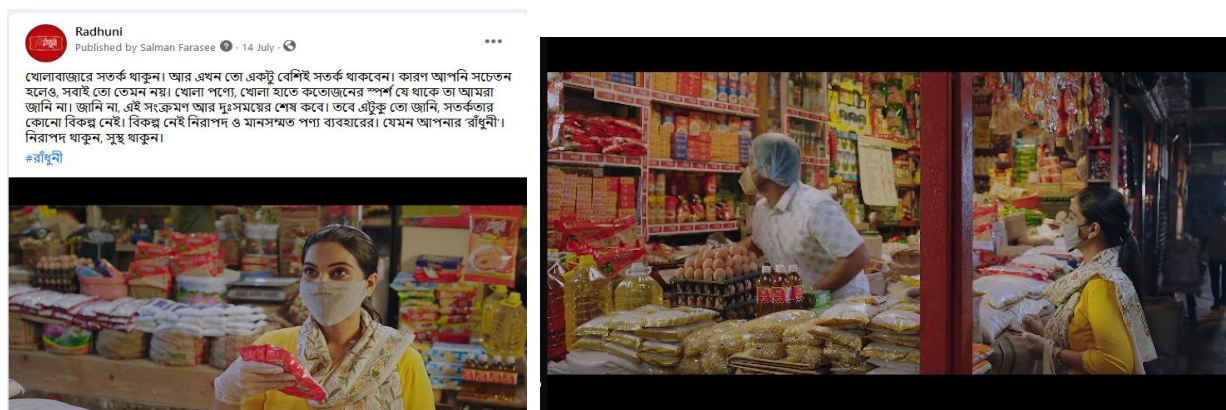 Radhuni
Published by Salman Farasee · 14 July ·
খোলাবাজারে সতর্ক থাকুন। আর এখন তো একটু বেশিই সতর্ক থাকবেন। কারণ আপনি সচেতন
হলেও, সবাই তো তেমন নয়। খোলা পণ্যে, খোলা হাতে কতোজনের স্পর্শ যে থাকে তা আমরা
জানি না। জানি না, এই সংক্রমণ আর দুঃসময়ের শেষ কবে। তবে এটুকু তো জানি, সতর্কতার
কোনো বিকল্প নেই। বিকল্প নেই নিরাপদ ও মানসম্মত পণ্য ব্যবহারের। যেমন আপনার ‘রাঁধুনী’।
নিরাপদ থাকুন, সুস্থ থাকুন।
#রাঁধুনী